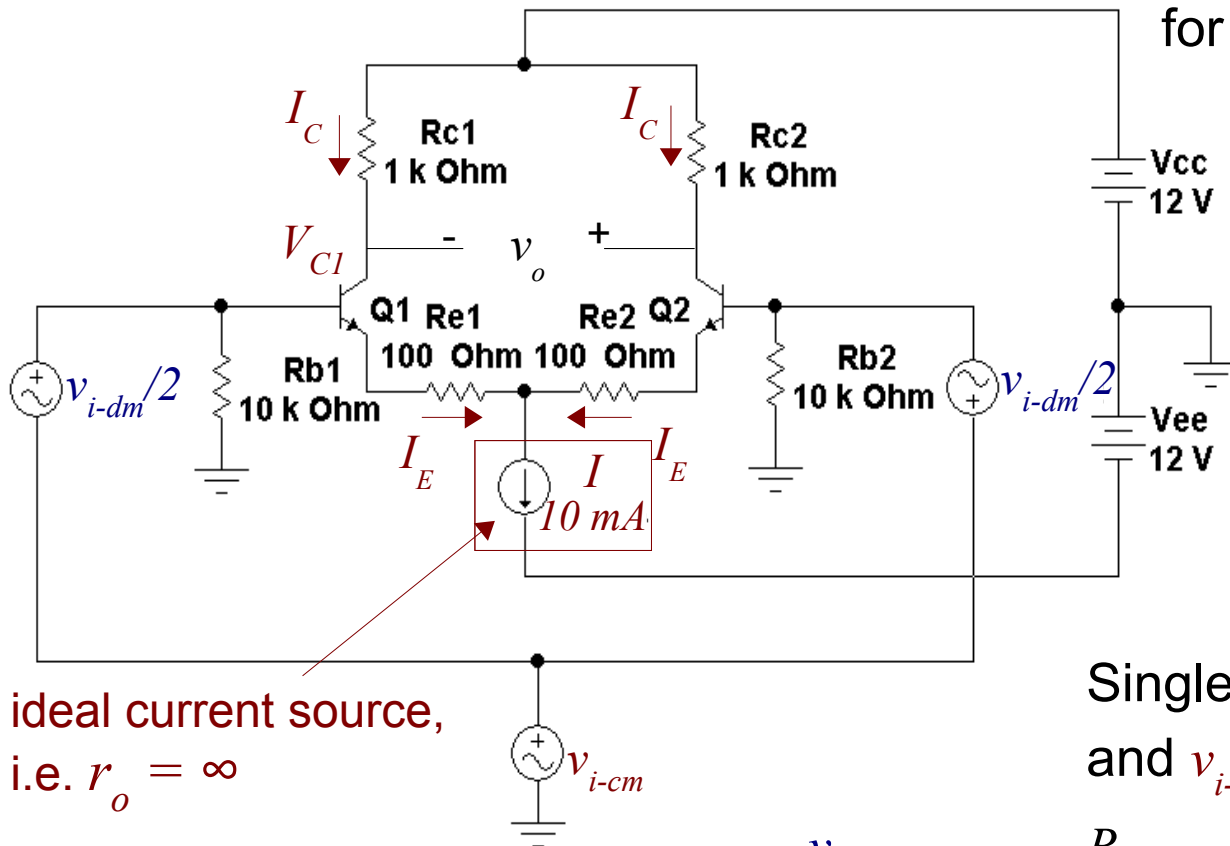 for
I_C
Rc1
1 k Ohm
I_C
Rc2
1 k Ohm
Vcc
12 V
V_C1
- v_o +
Q1
Re1
100 Ohm
Re2
100 Ohm
Q2
Rb1
10 k Ohm
Rb2
10 k Ohm
v_i-dm/2
v_i-dm/2
Vee
12 V
I_E
I
10 mA
I_E
ideal current source,
i.e. r_o = ∞
v_i-cm
Single
and v_i-